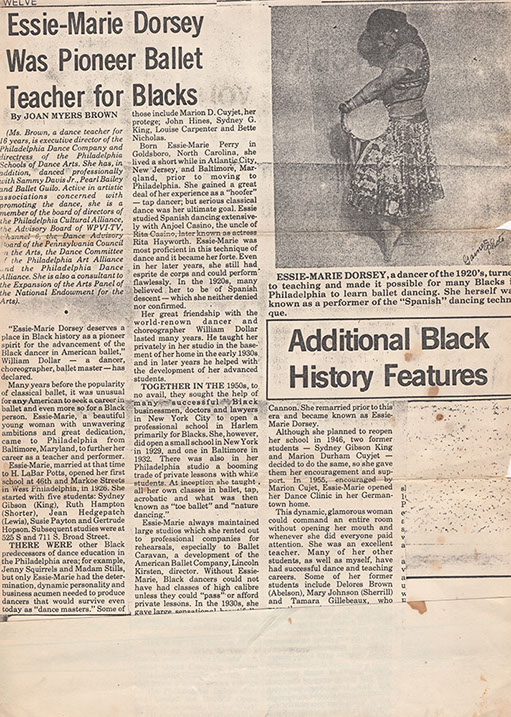 TWELVE
Essie-Marie Dorsey
Was Pioneer Ballet
Teacher for Blacks
By JOAN MYERS BROWN
(Ms. Brown, a dance teacher for
16 years, is executive director of the
Philadelphia Dance Company and
directress of the Philadelphia
Schools of Dance Arts. She has, in
addition, danced professionally
with Sammy Davis Jr., Pearl Bailey
and Ballet Guilo. Active in artistic
associations concerned with
promoting the dance, she is a
member of the board of directors of
the Philadelphia Cultural Alliance,
the Advisory Board of WPVI-TV,
Channel 6, the Dance Advisory
Board of the Pennsylvania Council
on the Arts, the Dance Committee
of the Philadelphia Art Alliance
and the Philadelphia Dance
Alliance. She is also a consultant to
the Expansion of the Arts Panel of
the National Endowment for the
Arts).
"Essie-Marie Dorsey deserves a
place in Black history as a pioneer
spirit for the advancement of the
Black dancer in American ballet,"
William Dollar — a dancer,
choreographer, ballet master — has
declared.
Many years before the popularity
of classical ballet, it was unusual
for any American to seek a career in
ballet and even more so for a Black
person. Essie-Marie, a beautiful
young woman with unwavering
ambitions and great dedication,
came to Philadelphia from
Baltimore, Maryland, to further her
career as a teacher and performer.
Essie-Marie, married at that time
to H. LaBar Potts, opened her first
school at 46th and Markoe Streets
in West Philadelphia, in 1926. She
started with five students: Sydney
Gibson (King), Ruth Hampton
(Shorter), Jean Hedgepatch
(Lewis), Susie Payton and Gertrude
Hopson. Subsequent studios were at
525 S and 711 S. Broad Street.
THERE WERE other Black
predecessors of dance education in
the Philadelphia area; for example,
Jenny Squirrels and Madam Stills,
but only Essie-Marie had the deter-
mination, dynamic personality and
business acumen needed to produce
dancers that would survive even
today as "dance masters." Some of
those include Marion D. Cuyjet, her
protege; John Hines, Sydney G.
King, Louise Carpenter and Bette
Nicholas.
Born Essie-Marie Perry in
Goldsboro, North Carolina, she
lived a short while in Atlantic City,
New Jersey, and Baltimore, Mar-
yland, prior to moving to
Philadelphia. She gained a great
deal of her experience as a "hoofer"
— tap dancer; but serious classical
dance was her ultimate goal. Essie
studied Spanish dancing extensive-
ly with Anjoel Casino, the uncle of
Rita Casino, later known as actress
Rita Hayworth. Essie-Marie was
most proficient in this technique of
dance and it became her forte. Even
in her later years, she still had
esprite de corps and could perform
flawlessly. In the 1920s, many
believed her to be of Spanish
descent — which she neither denied
nor confirmed.
Her great friendship with the
world-renown dancer and
choreographer William Dollar
lasted many years. He taught her
privately in her studio in the base-
ment of her home in the early 1930s
and in later years he helped with
the development of her advanced
students.
TOGETHER IN THE 1950s, to
no avail, they sought the help of
many successful Black
businessmen, doctors and lawyers
in New York City to open a
professional school in Harlem
primarily for Blacks. She, however,
did open a small school in New York
in 1929, and one in Baltimore in
1932. There was also in her
Philadelphia studio a booming
trade of private lessons with white
students. At inception she taught
all her own classes in ballet, tap,
acrobatic and what was then
known as "toe ballet" and "nature
dancing."
Essie-Marie always maintained
large studios which she rented out
to professional companies for
rehearsals, especially to Ballet
Caravan, a development of the
American Ballet Company, Lincoln
Kirsten, director. Without Essie-
Marie, Black dancers could not
have had classes of high calibre
unless they could "pass" or afford
private lessons. In the 1930s, she
gave large sensational
ESSIE-MARIE DORSEY, a dancer of the 1920's, turne
to teaching and made it possible for many Blacks
Philadelphia to learn ballet dancing. She herself wa
known as a performer of the "Spanish" dancing techn
que.
Additional Black
History Features
Cannon. She remarried prior to this
era and became known as Essie-
Marie Dorsey.
Although she planned to reopen
her school in 1946, two former
students — Sydney Gibson King
and Marion Durham Cuyjet —
decided to do the same, so she gave
them her encouragement and sup-
port. In 1955, encouraged by
Marion Cujet, Essie-Marie opened
her Dance Clinic in her German-
town home.
This dynamic, glamorous woman
could command an entire room
without opening her mouth and
whenever she did everyone paid
attention. She was an excellent
teacher. Many of her other
students, as well as myself, have
had successful dance and teaching
careers. Some of her former
students include Delores Brown
(Abelson), Mary Johnson (Sherrill)
and Tamara Gillebeaux, who